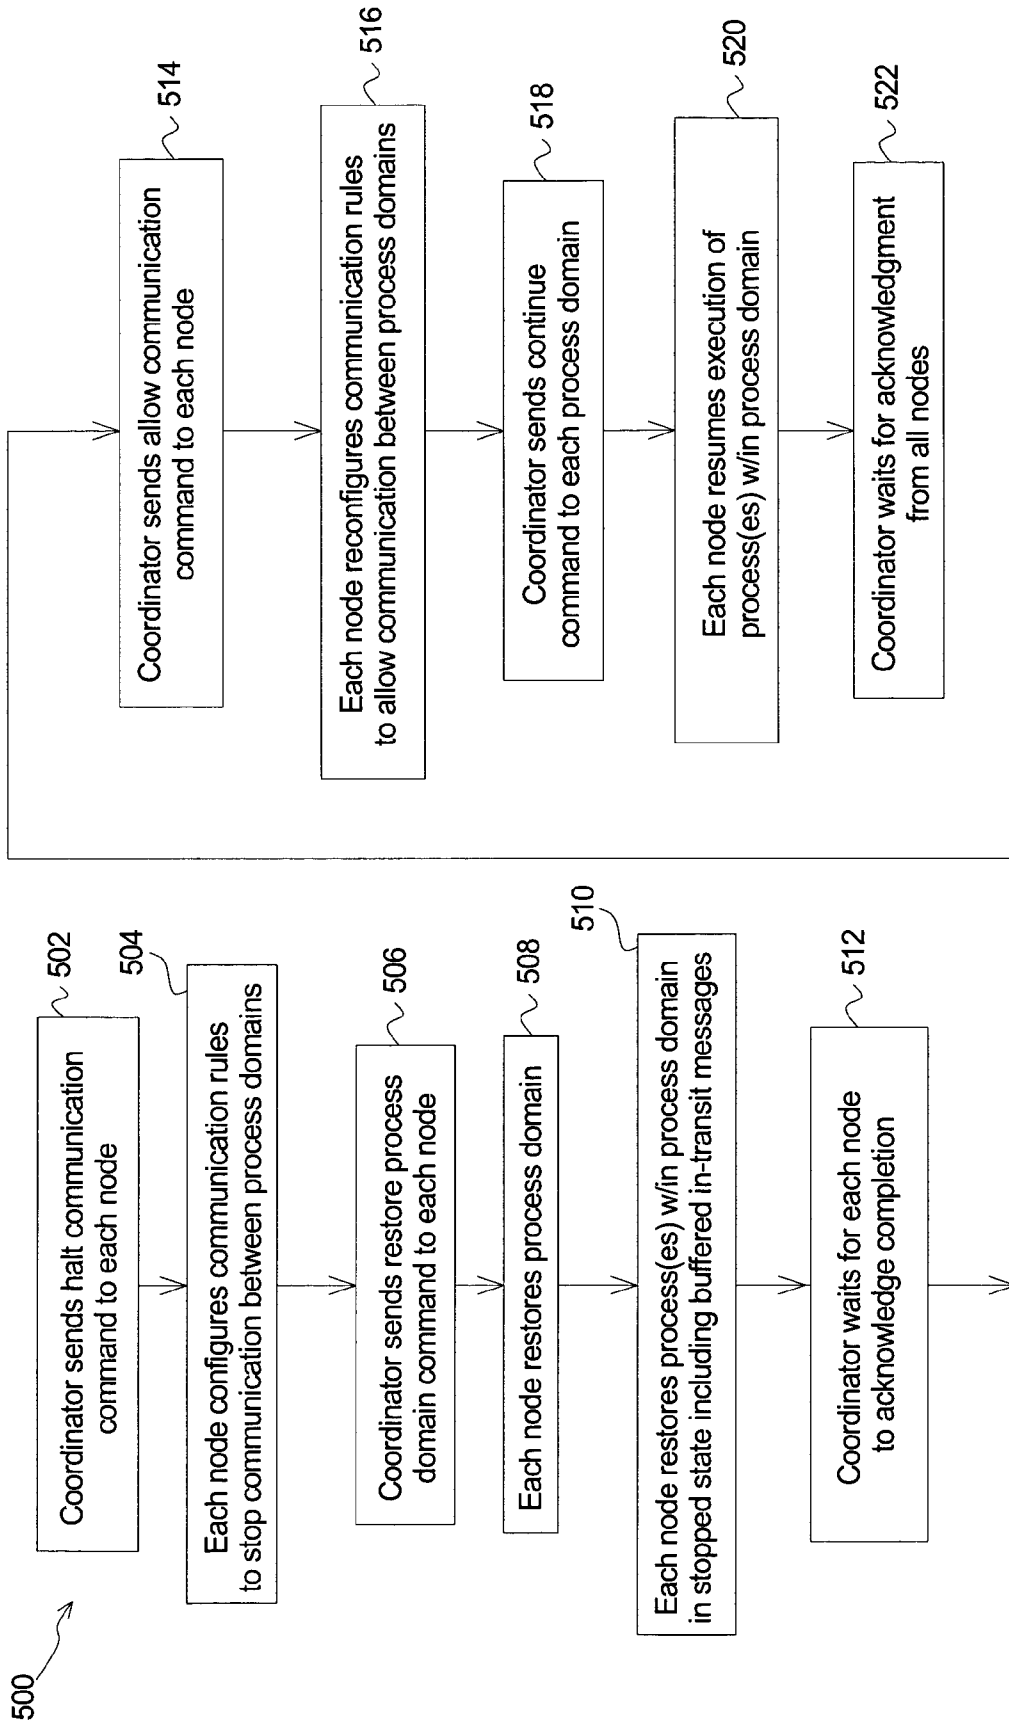 500
502
Coordinator sends halt communication
command to each node
504
Each node configures communication rules
to stop communication between process domains
506
Coordinator sends restore process
domain command to each node
508
Each node restores process domain
510
Each node restores process(es) w/in process domain
in stopped state including buffered in-transit messages
512
Coordinator waits for each node
to acknowledge completion
514
Coordinator sends allow communication
command to each node
516
Each node reconfigures communication rules
to allow communication between process domains
518
Coordinator sends continue
command to each process domain
520
Each node resumes execution of
process(es) w/in process domain
522
Coordinator waits for acknowledgment
from all nodes